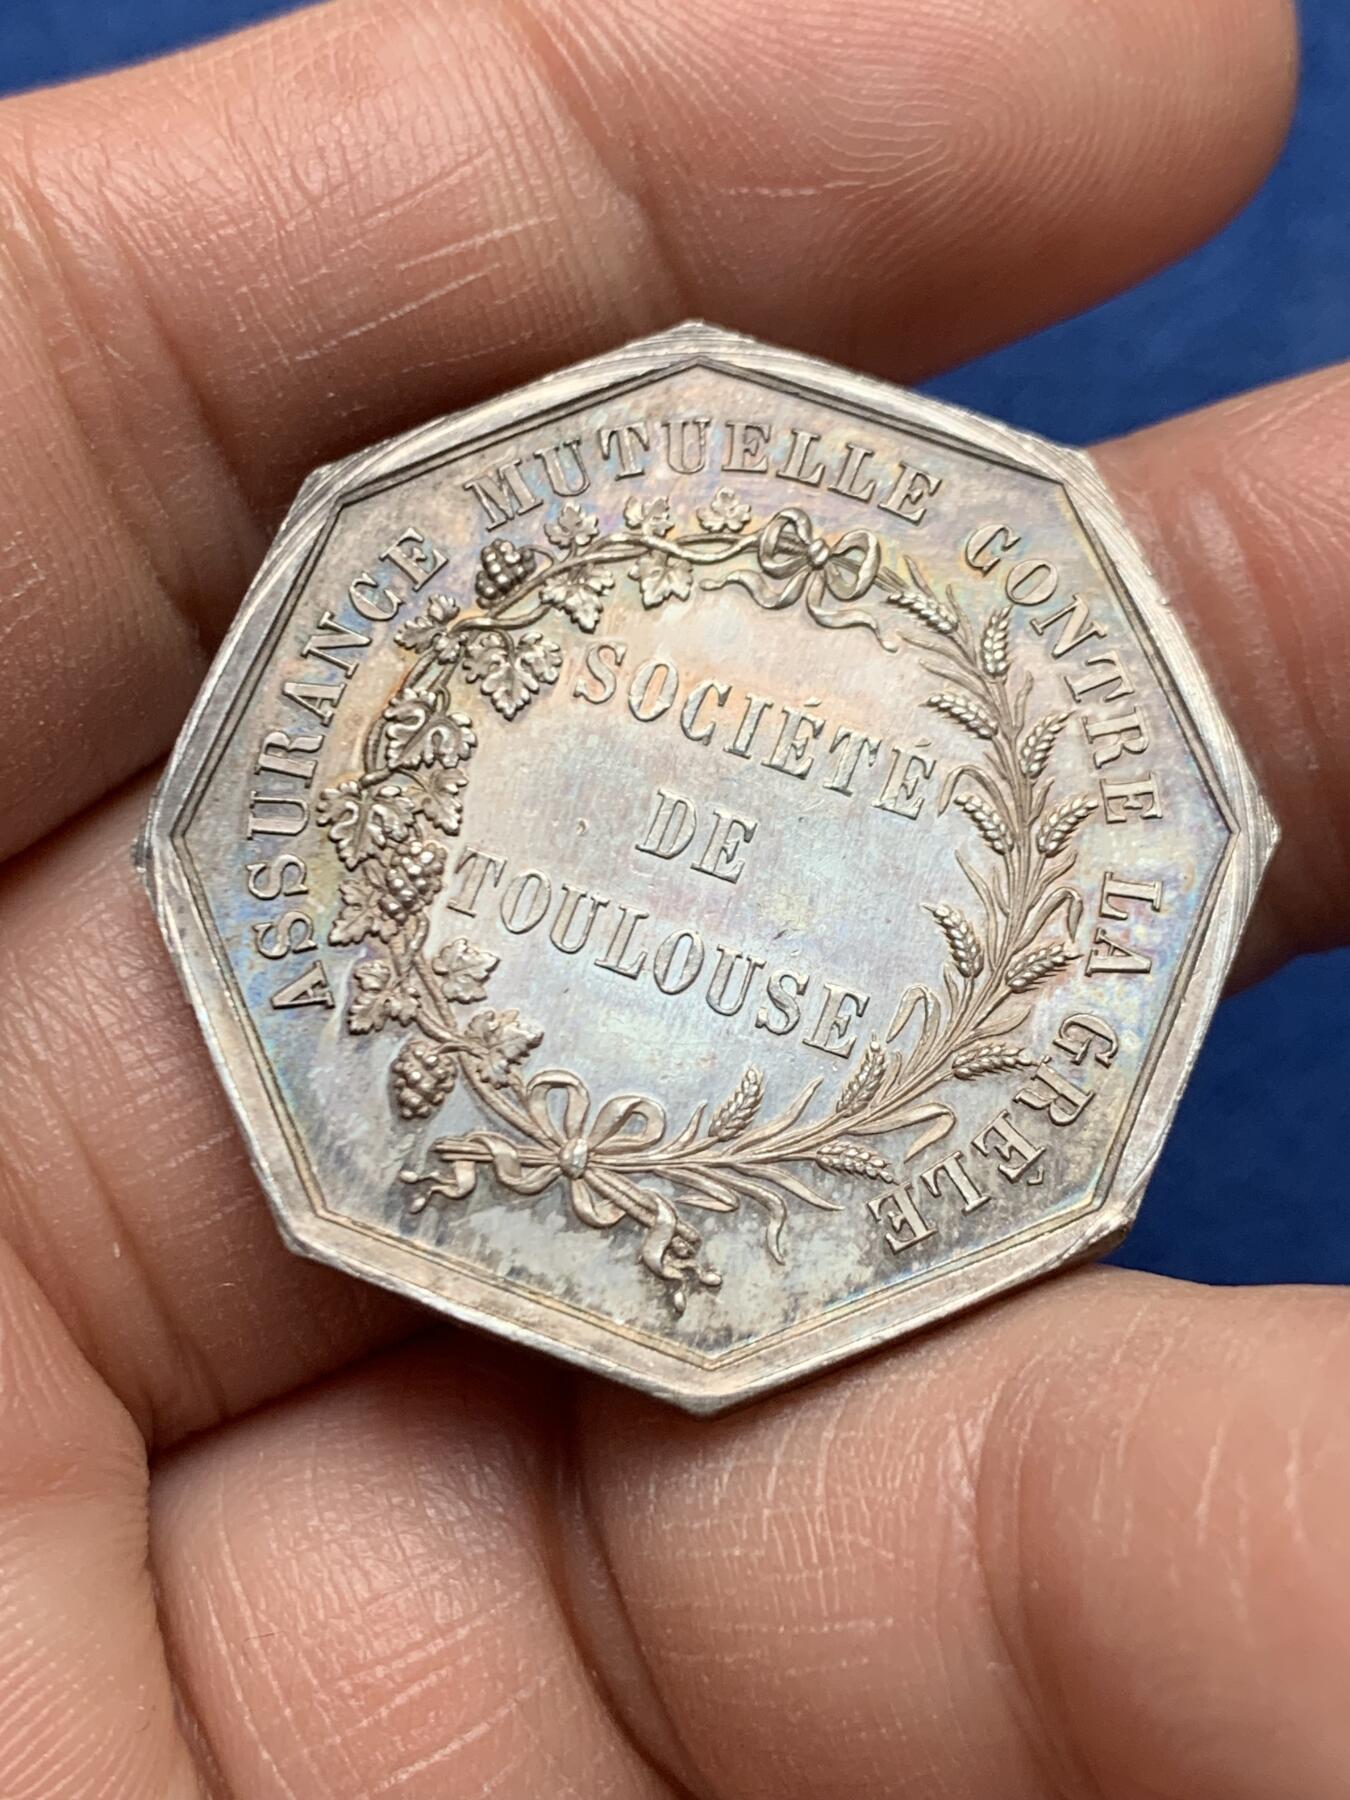 ASSURANCE MUTUELLE CONTRE LA GRÊLE
SOCIÉTÉ
DE
TOULOUSE